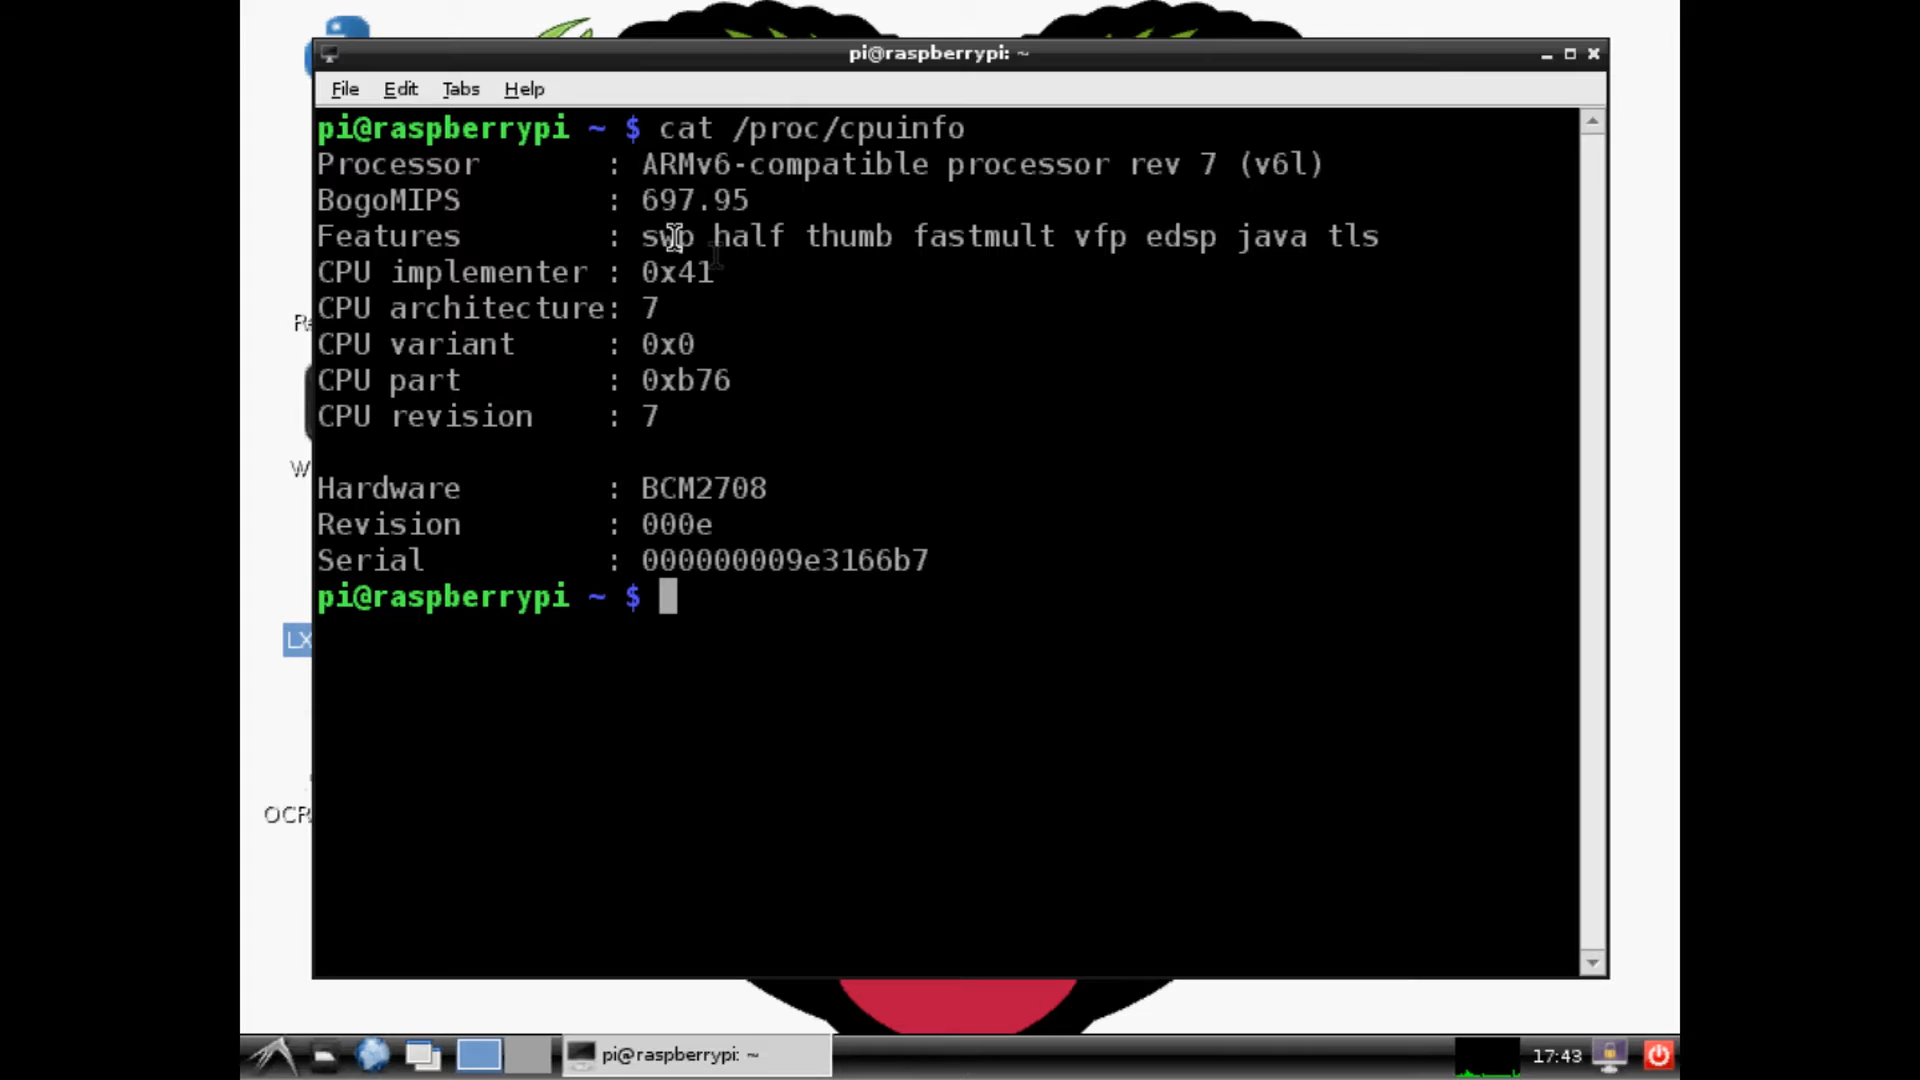 pi@raspberrypi: ~
File Edit Tabs Help
pi@raspberrypi ~ $ cat /proc/cpuinfo
Processor : ARMv6-compatible processor rev 7 (v6l)
BogoMIPS : 697.95
Features : swp half thumb fastmult vfp edsp java tls
CPU implementer : 0x41
CPU architecture: 7
CPU variant : 0x0
CPU part : 0xb76
CPU revision : 7
Hardware : BCM2708
Revision : 000e
Serial : 000000009e3166b7
pi@raspberrypi ~ $
LX
pi@raspberrypi: ~
17:43